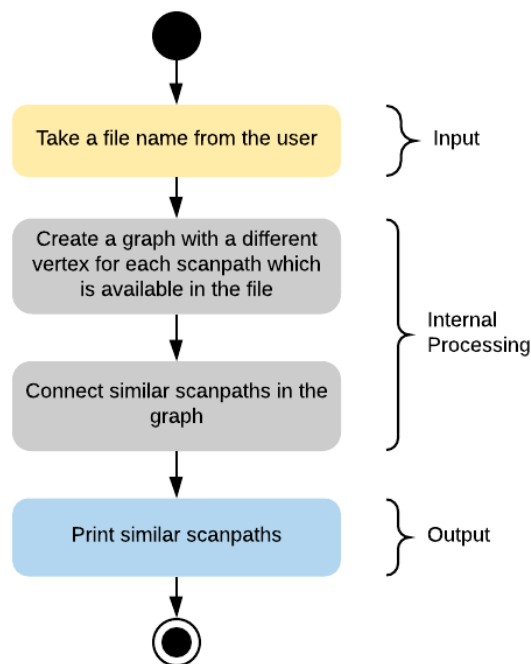 Take a file name from the user
Input
Create a graph with a different
vertex for each scanpath which
is available in the file
Internal
Processing
Connect similar scanpaths in the
graph
Print similar scanpaths
Output